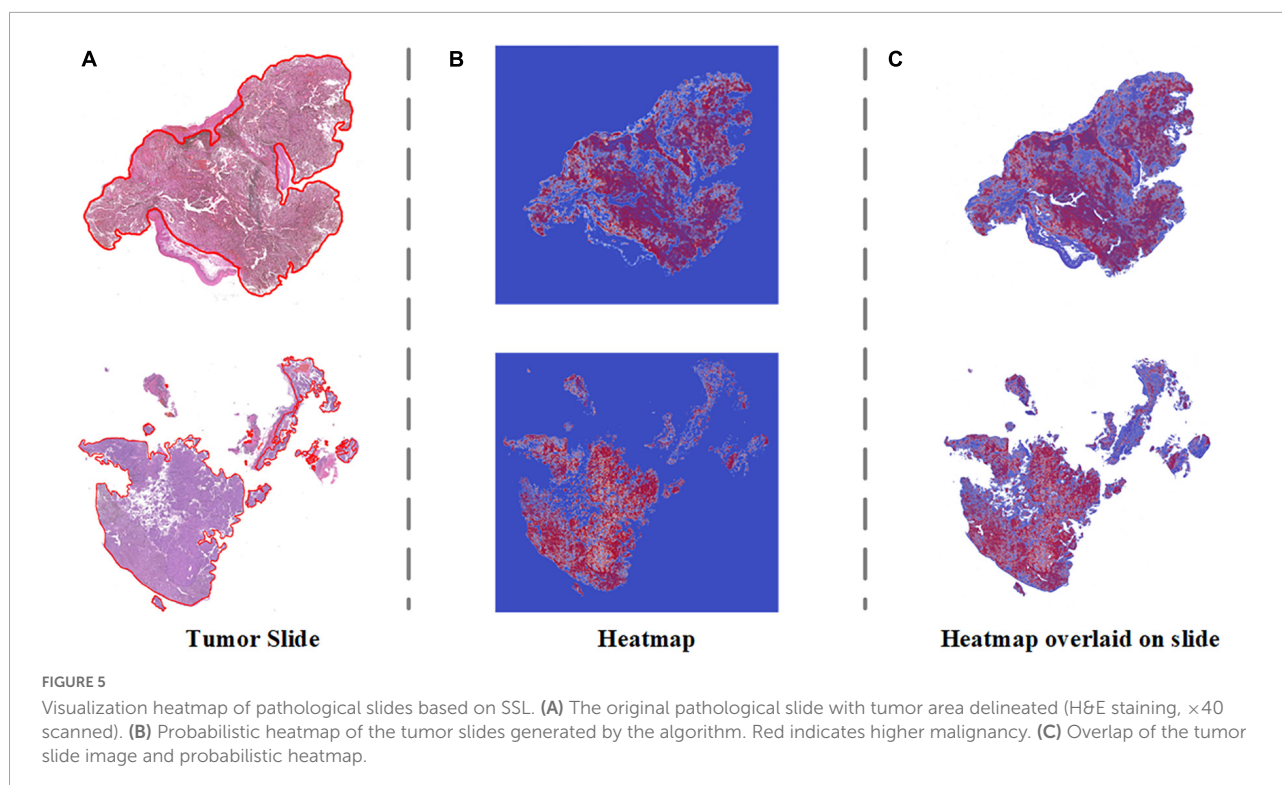 A
B
C
Tumor Slide
Heatmap
Heatmap overlaid on slide
FIGURE 5
Visualization heatmap of pathological slides based on SSL. (A) The original pathological slide with tumor area delineated (H&E staining, ×40
scanned). (B) Probabilistic heatmap of the tumor slides generated by the algorithm. Red indicates higher malignancy. (C) Overlap of the tumor
slide image and probabilistic heatmap.